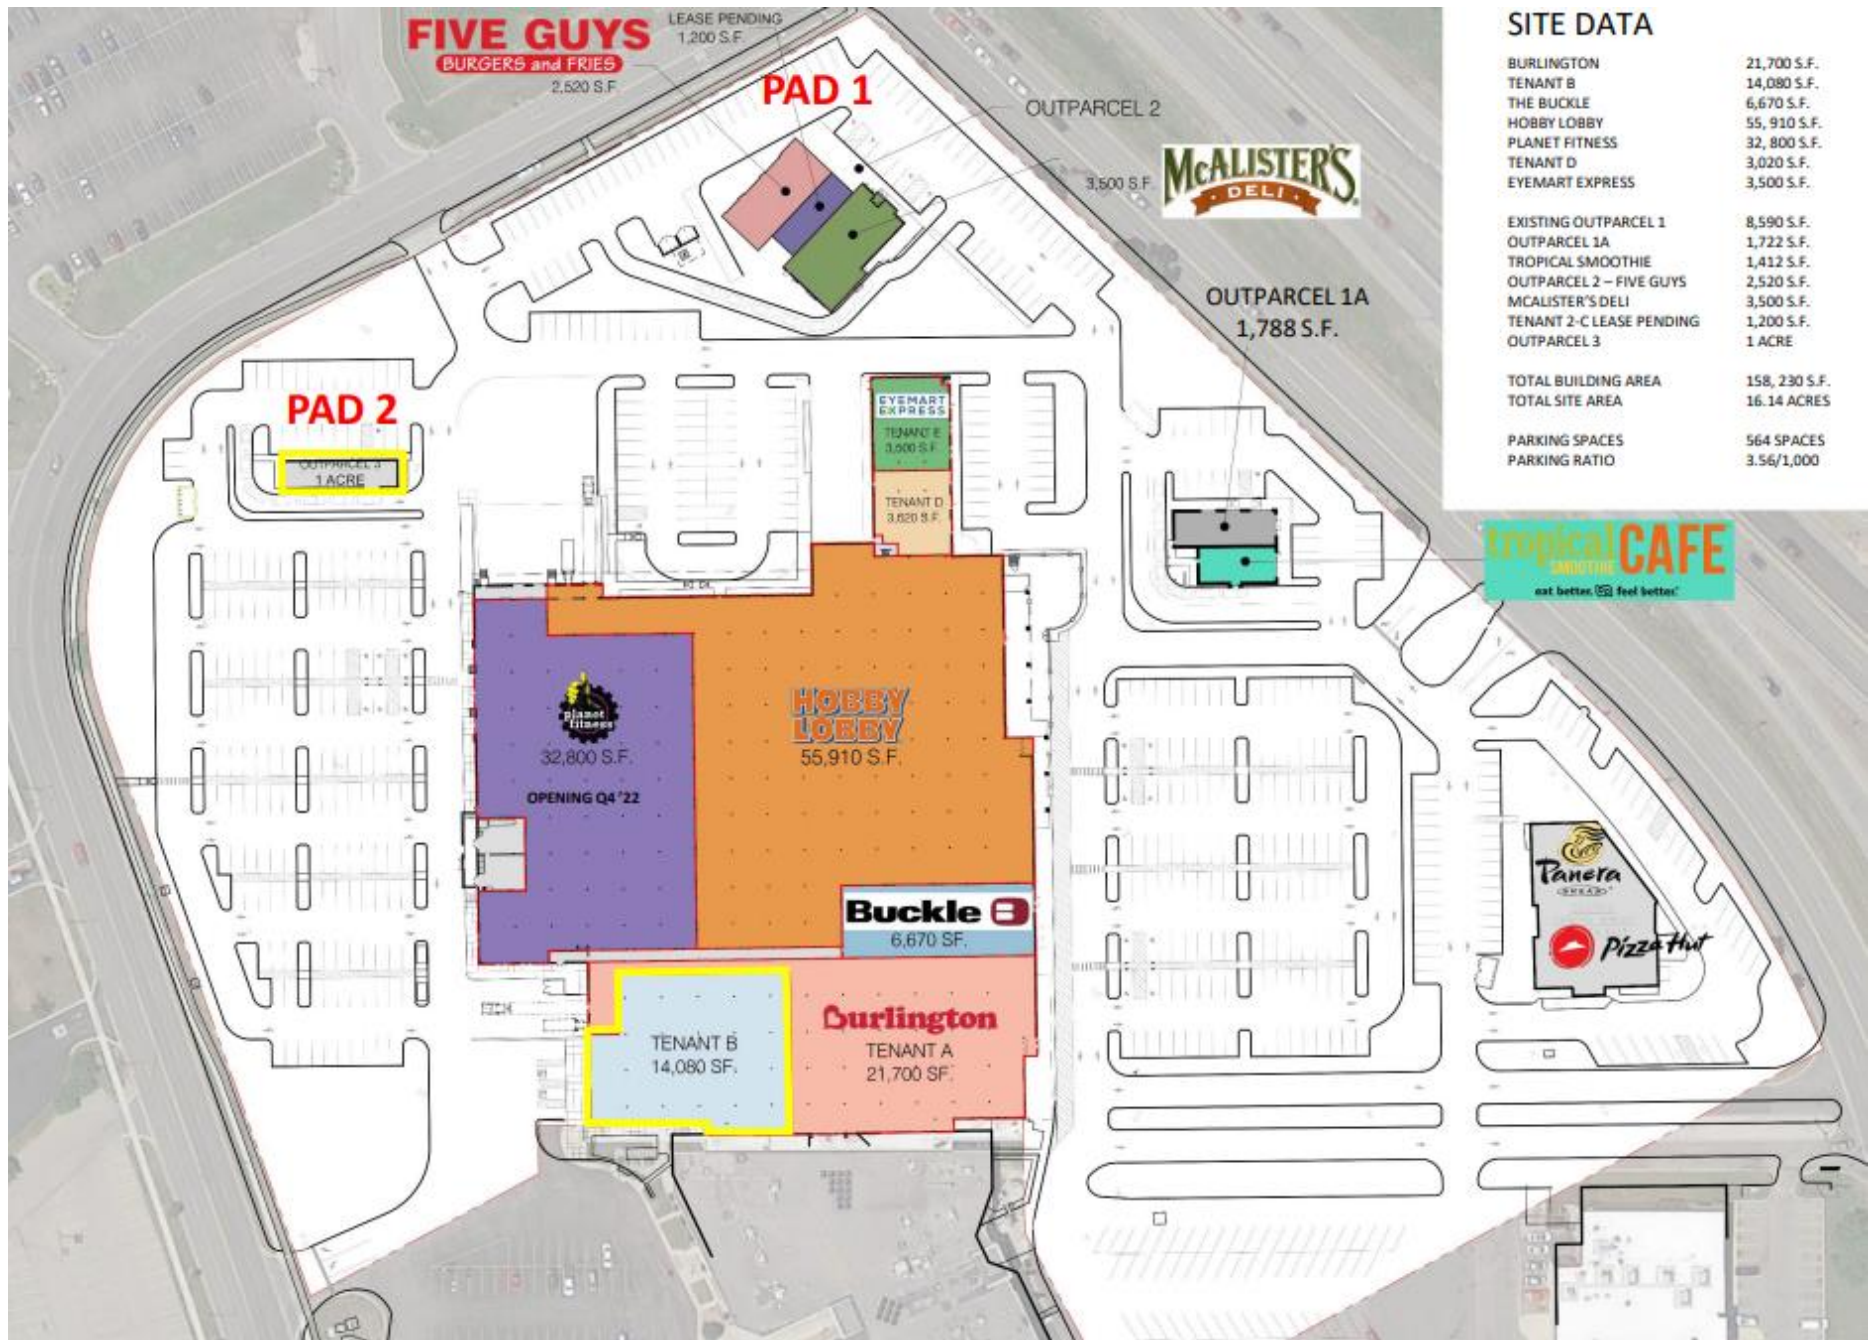 FIVE GUYS
BURGERS and FRIES
2,520 S.F.
LEASE PENDING
1,200 S.F.
PAD 1
OUTPARCEL 2
3,500 S.F.
McALISTER'S
DELI
OUTPARCEL 1A
1,788 S.F.
SITE DATA
BURLINGTON 21,700 S.F.
TENANT B 14,080 S.F.
THE BUCKLE 6,670 S.F.
HOBBY LOBBY 55, 910 S.F.
PLANET FITNESS 32, 800 S.F.
TENANT D 3,020 S.F.
EYEMART EXPRESS 3,500 S.F.
EXISTING OUTPARCEL 1 8,590 S.F.
OUTPARCEL 1A 1,722 S.F.
TROPICAL SMOOTHIE 1,412 S.F.
OUTPARCEL 2 – FIVE GUYS 2,520 S.F.
MCALISTER'S DELI 3,500 S.F.
TENANT 2-C LEASE PENDING 1,200 S.F.
OUTPARCEL 3 1 ACRE
TOTAL BUILDING AREA 158, 230 S.F.
TOTAL SITE AREA 16.14 ACRES
PARKING SPACES 564 SPACES
PARKING RATIO 3.56/1,000
PAD 2
OUTPARCEL 3
1 ACRE
EYEMART
EXPRESS
TENANT E
3,500 S.F.
TENANT D
3,620 S.F.
tropical
SMOOTHIE
CAFE
eat better. feel better.
planet
fitness
32,800 S.F.
OPENING Q4 '22
HOBBY
LOBBY
55,910 S.F.
Buckle B
6,670 SF.
Panera
BREAD
Pizza Hut
TENANT B
14,080 SF.
Burlington
TENANT A
21,700 SF.